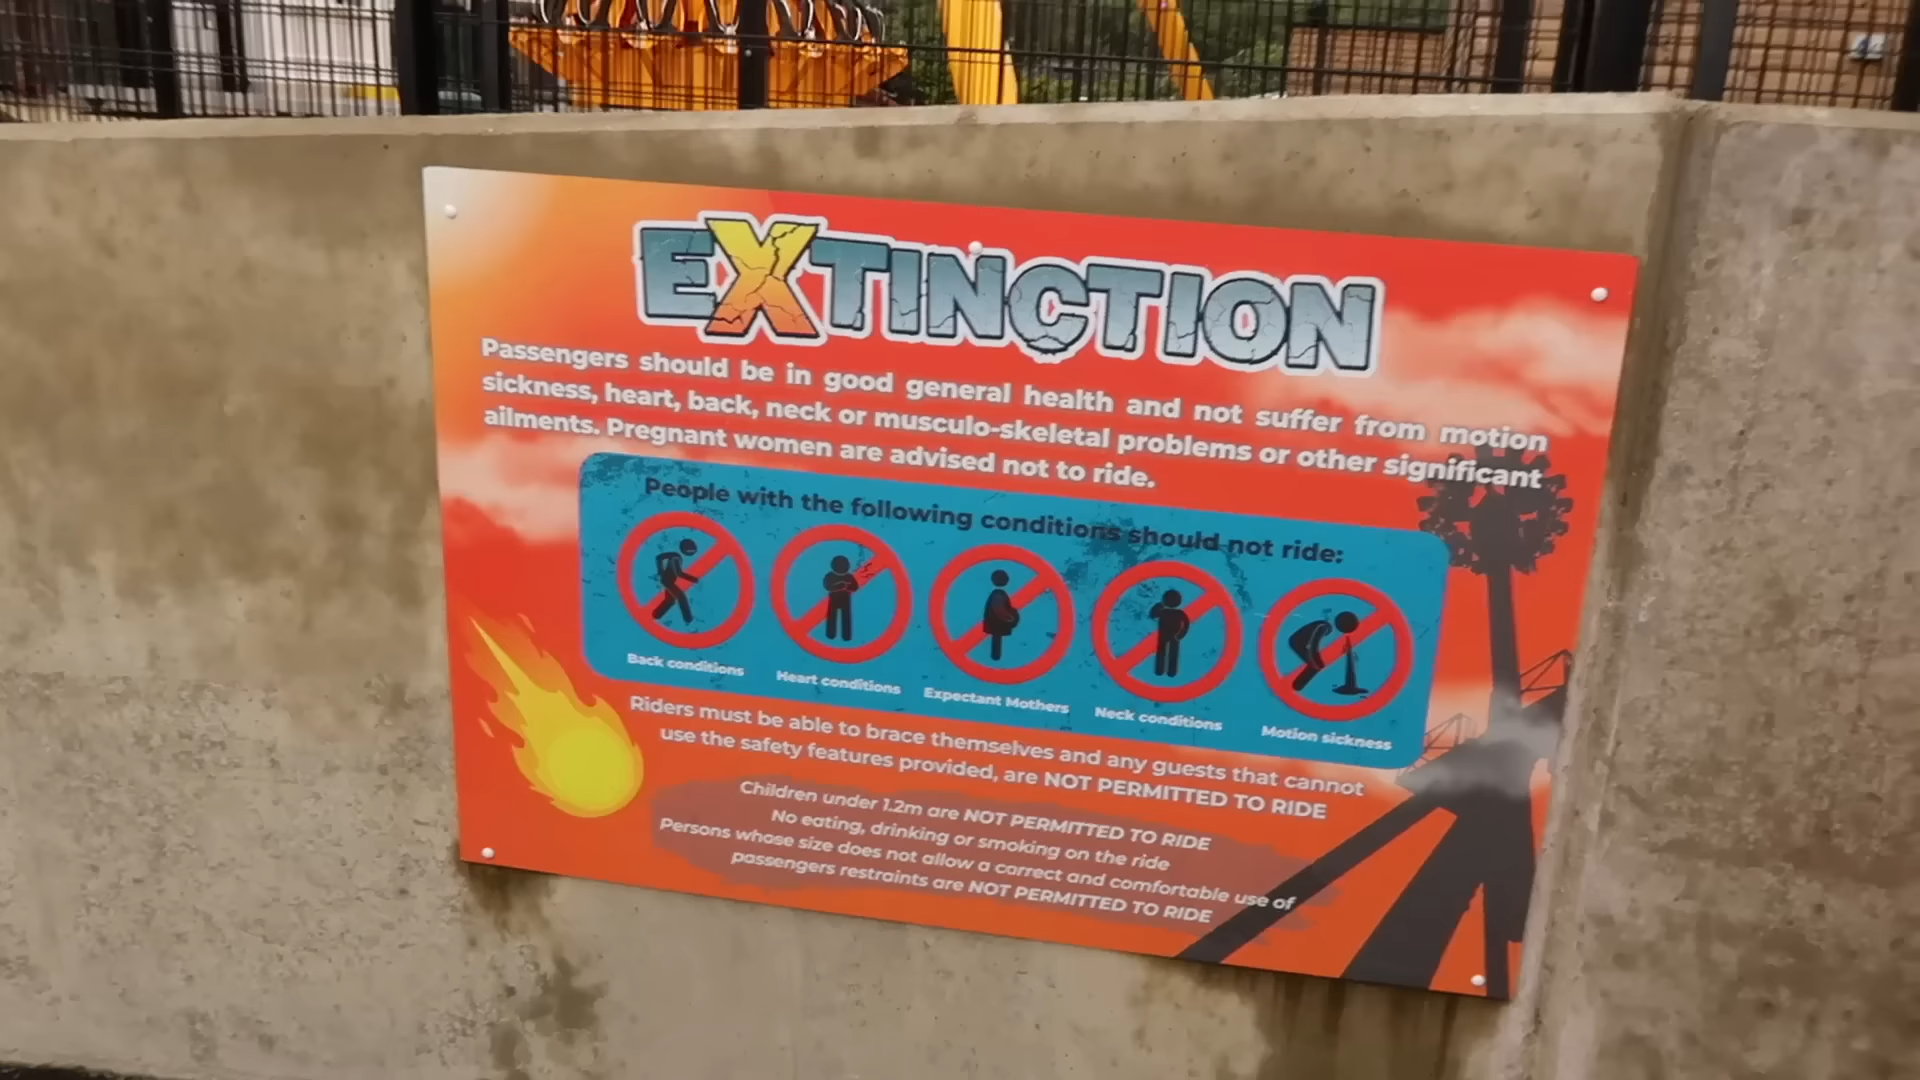 EXTINCTION
Passengers should be in good general health and not suffer from motion
sickness, heart, back, neck or musculo-skeletal problems or other significant
ailments. Pregnant women are advised not to ride.
People with the following conditions should not ride:
Back conditions
Heart conditions
Expectant Mothers
Neck conditions
Motion sickness
Riders must be able to brace themselves and any guests that cannot
use the safety features provided, are NOT PERMITTED TO RIDE
Children under 1.2m are NOT PERMITTED TO RIDE
No eating, drinking or smoking on the ride
Persons whose size does not allow a carrect and comfortable use of
passengers restraints are NOT PERMITTED TO RIDE